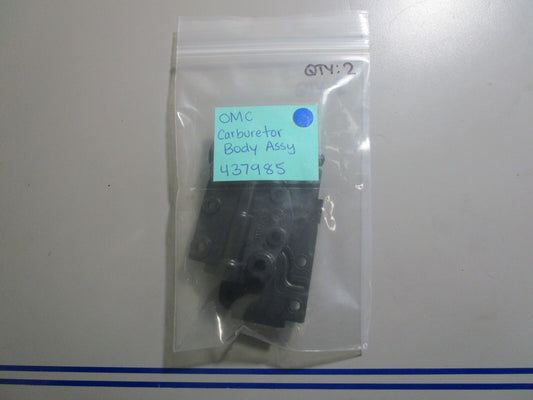 QTY: 2
OMC
Carburetor
Body Assy
437985